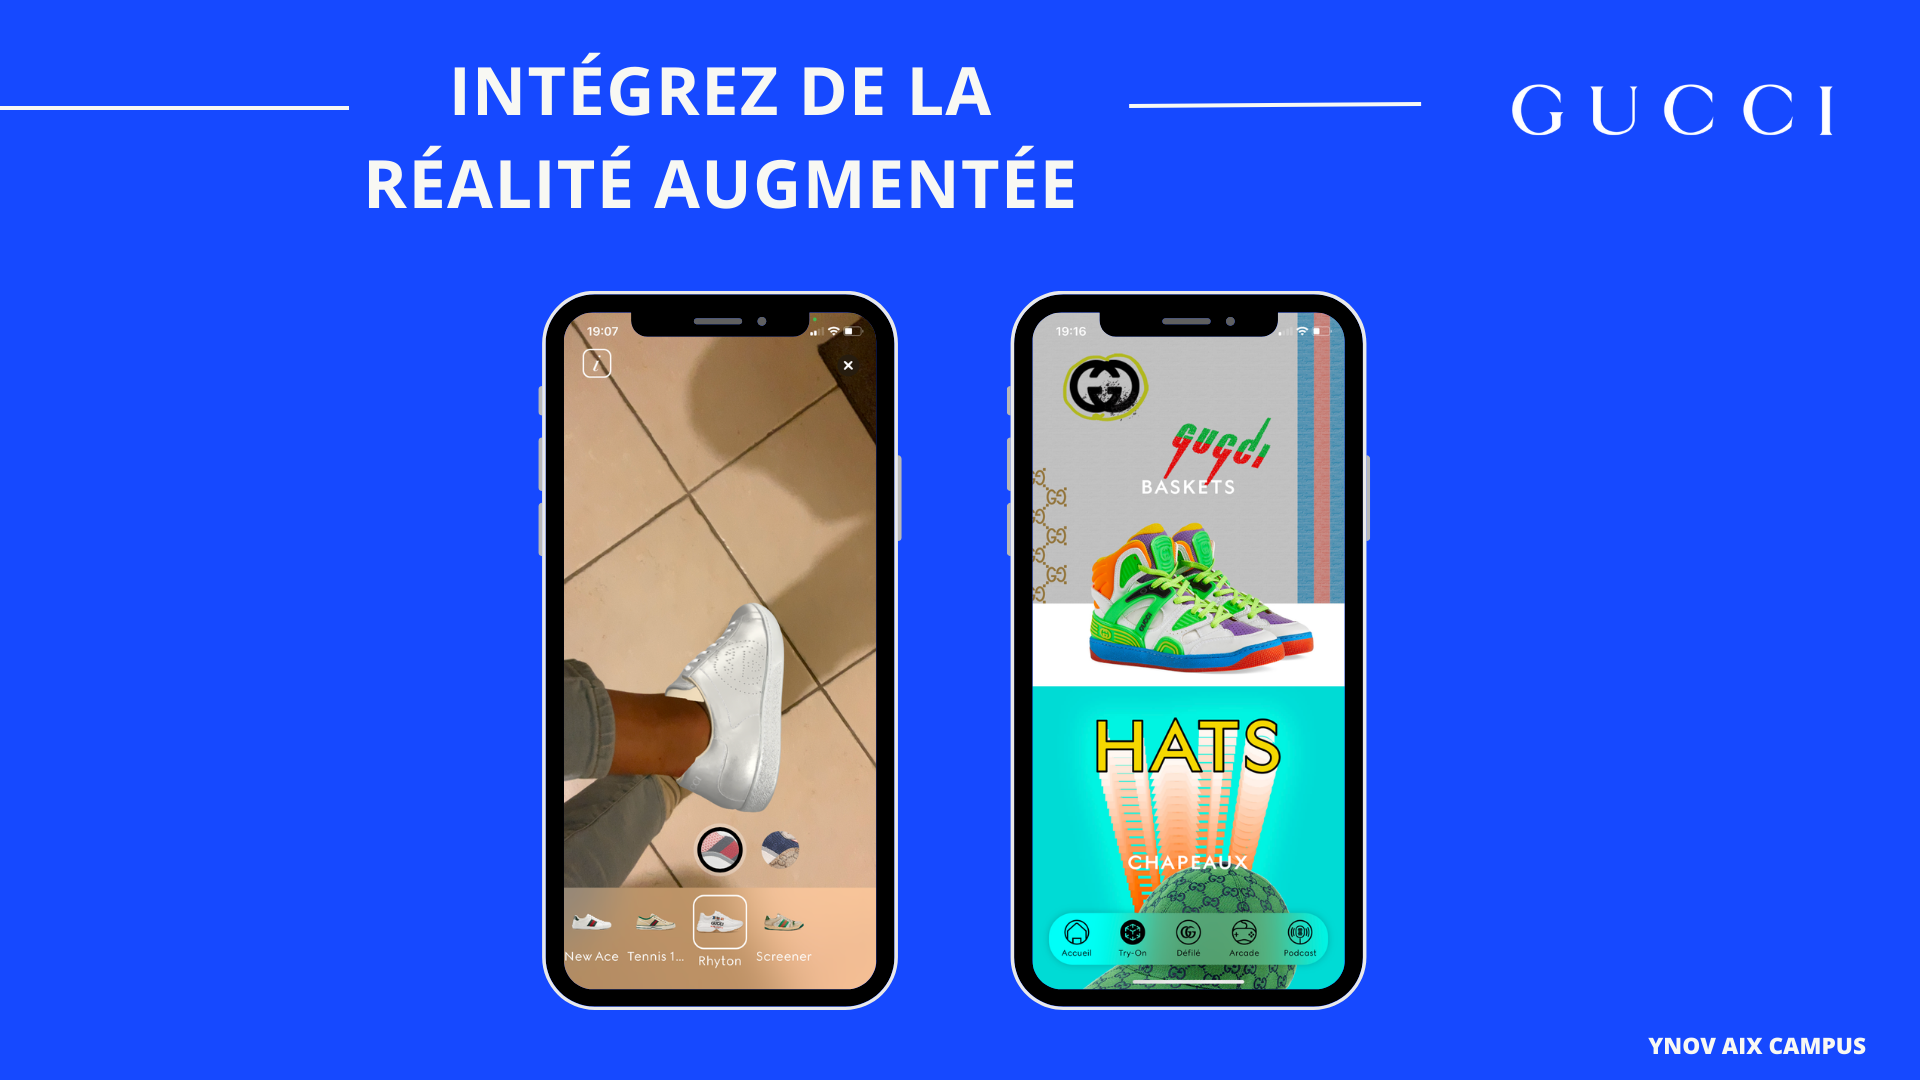 INTÉGREZ DE LA
RÉALITÉ AUGMENTÉE
GUCCI
19:07
i
New Ace
Tennis 1...
Rhyton
Screener
19:16
gucci
BASKETS
HATS
CHAPEAUX
Accueil
Try-On
Défilé
Arcade
Podcast
YNOV AIX CAMPUS